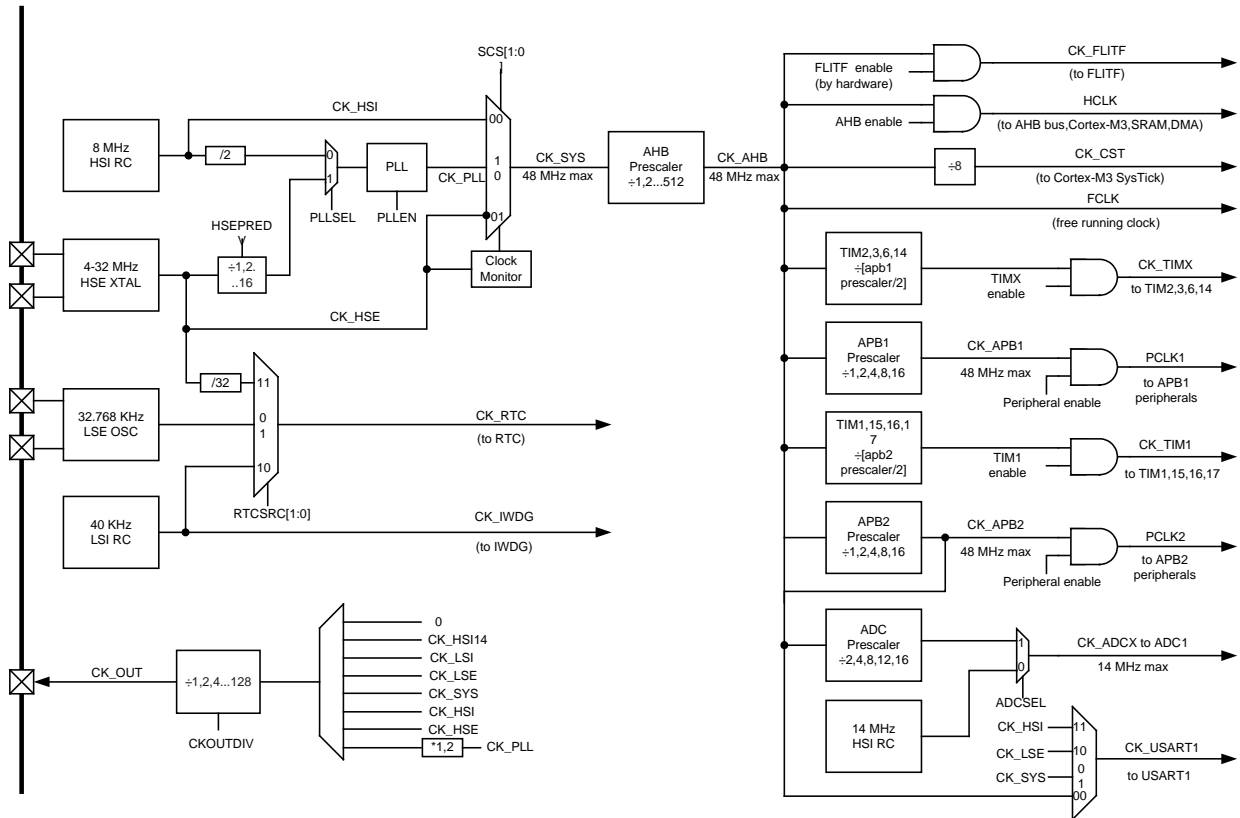 SCS[1:0
]
CK_HSI
8 MHz
HSI RC
/2
0
1
PLLSEL
PLL
PLLEN
CK_PLL
00
1
0
01
CK_SYS
48 MHz max
AHB
Prescaler
÷1,2...512
CK_AHB
48 MHz max
HSEPRED
V
4-32 MHz
HSE XTAL
÷1,2.
..16
Clock
Monitor
CK_HSE
/32
11
0
1
10
RTCSRC[1:0]
32.768 KHz
LSE OSC
CK_RTC
(to RTC)
40 KHz
LSI RC
CK_IWDG
(to IWDG)
CK_OUT
÷1,2,4...128
CKOUTDIV
0
CK_HSI14
CK_LSI
CK_LSE
CK_SYS
CK_HSI
CK_HSE
*1,2
CK_PLL
FLITF enable
(by hardware)
CK_FLITF
(to FLITF)
AHB enable
HCLK
(to AHB bus,Cortex-M3,SRAM,DMA)
÷8
CK_CST
(to Cortex-M3 SysTick)
FCLK
(free running clock)
TIM2,3,6,14
÷[apb1
prescaler/2]
TIMX
enable
CK_TIMX
to TIM2,3,6,14
APB1
Prescaler
÷1,2,4,8,16
CK_APB1
48 MHz max
Peripheral enable
PCLK1
to APB1
peripherals
TIM1,15,16,1
7
÷[apb2
prescaler/2]
TIM1
enable
CK_TIM1
to TIM1,15,16,17
APB2
Prescaler
÷1,2,4,8,16
CK_APB2
48 MHz max
Peripheral enable
PCLK2
to APB2
peripherals
ADC
Prescaler
÷2,4,8,12,16
1
0
ADCSEL
CK_ADCX to ADC1
14 MHz max
14 MHz
HSI RC
CK_HSI
CK_LSE
CK_SYS
11
10
0
1
00
CK_USART1
to USART1